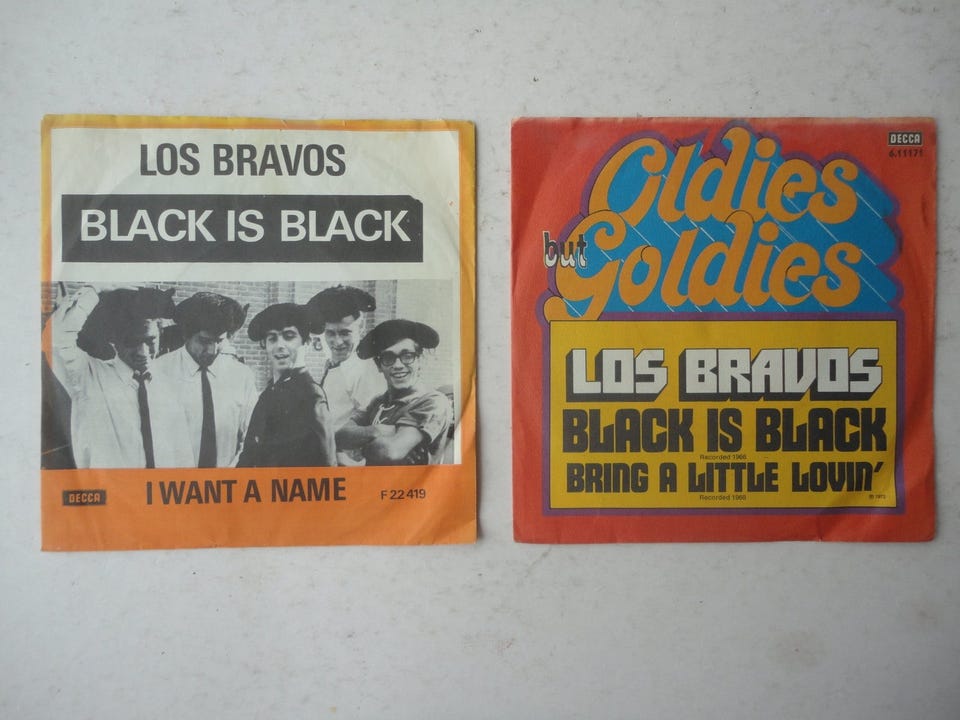 LOS BRAVOS
BLACK IS BLACK
DECCA
I WANT A NAME
F 22 419
DECCA
6.11171
Oldies
but
Goldies
LOS BRAVOS
BLACK IS BLACK
Recorded 1966
BRING A LITTLE LOVIN'
Recorded 1968